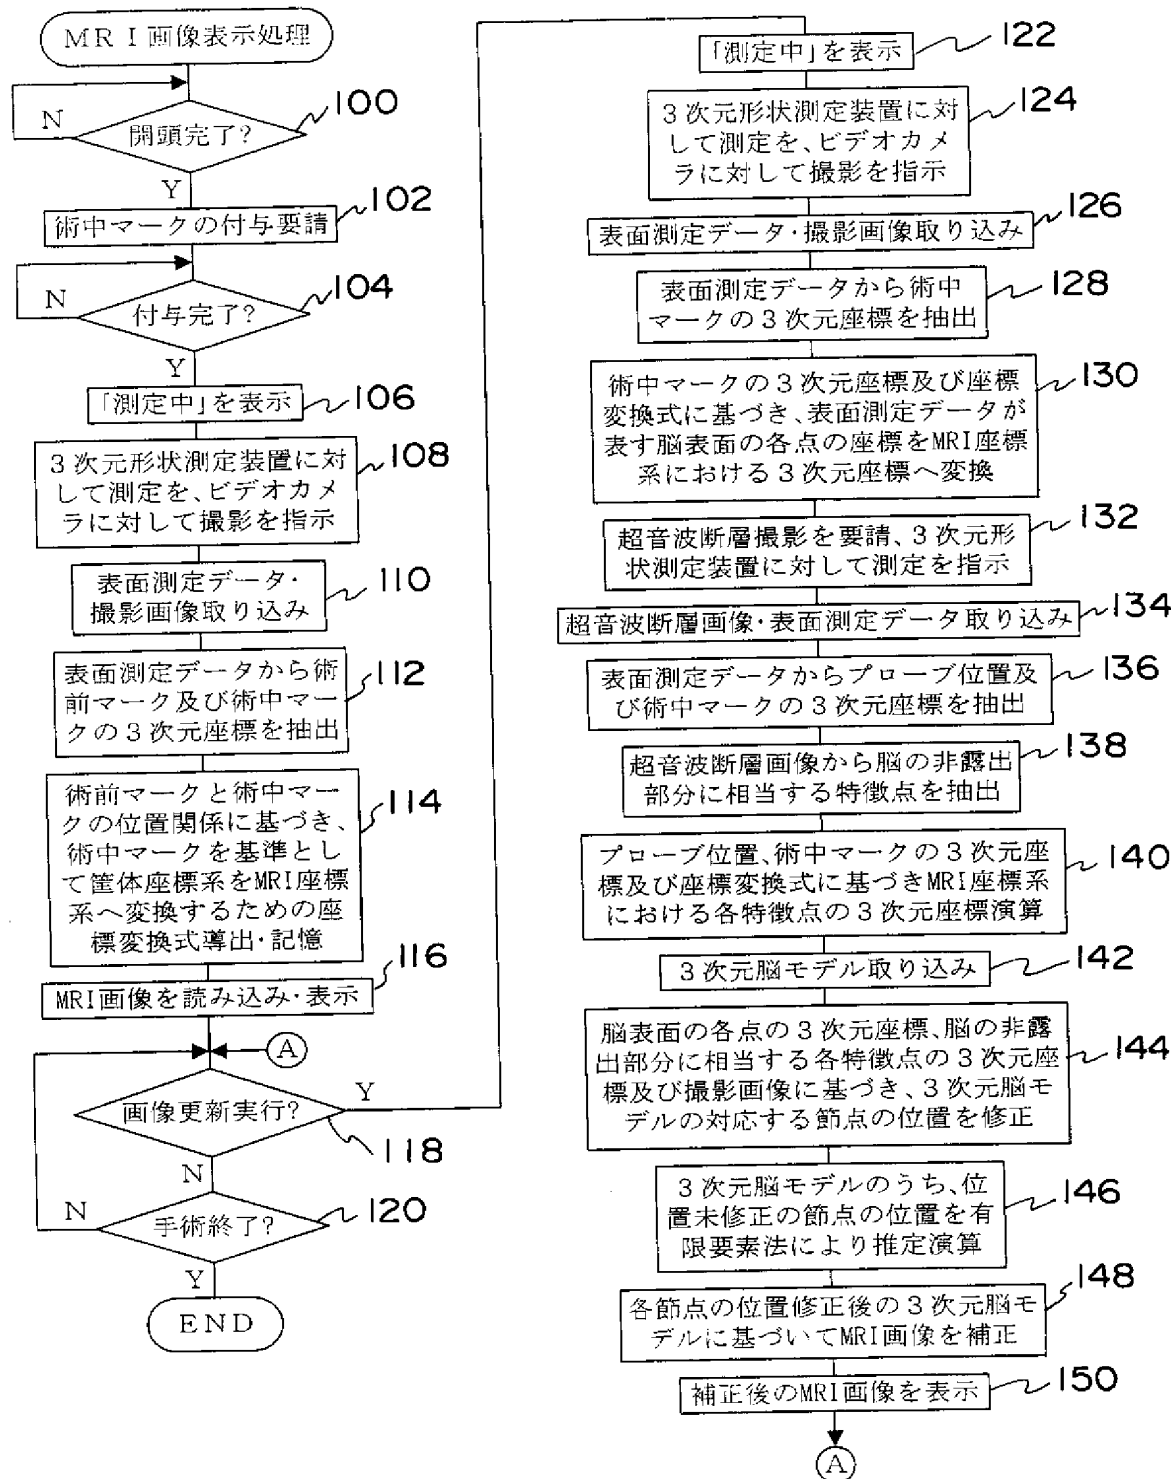 MRI画像表示処理
N
開頭完了?
100
Y
術中マークの付与要請
102
N
付与完了?
104
Y
「測定中」を表示
106
3次元形状測定装置に対
して測定を、ビデオカメ
ラに対して撮影を指示
108
表面測定データ・
撮影画像取り込み
110
表面測定データから術
前マーク及び術中マー
クの3次元座標を抽出
112
術前マークと術中マー
クの位置関係に基づき、
術中マークを基準とし
て筐体座標系をMRI座標
系へ変換するための座
標変換式導出・記憶
114
MRI画像を読み込み・表示
116
A
画像更新実行?
Y
118
N
手術終了?
N
120
Y
END
「測定中」を表示
122
3次元形状測定装置に対
して測定を、ビデオカメ
ラに対して撮影を指示
124
表面測定データ・撮影画像取り込み
126
表面測定データから術中
マークの3次元座標を抽出
128
術中マークの3次元座標及び座標
変換式に基づき、表面測定データが
表す脳表面の各点の座標をMRI座標
系における3次元座標へ変換
130
超音波断層撮影を要請、3次元形
状測定装置に対して測定を指示
132
超音波断層画像・表面測定データ取り込み
134
表面測定データからプローブ位置及
び術中マークの3次元座標を抽出
136
超音波断層画像から脳の非露出
部分に相当する特徴点を抽出
138
プローブ位置、術中マークの3次元座
標及び座標変換式に基づきMRI座標系
における各特徴点の3次元座標演算
140
3次元脳モデル取り込み
142
脳表面の各点の3次元座標、脳の非露
出部分に相当する各特徴点の3次元座
標及び撮影画像に基づき、3次元脳モ
デルの対応する節点の位置を修正
144
3次元脳モデルのうち、位
置未修正の節点の位置を有
限要素法により推定演算
146
各節点の位置修正後の3次元脳モ
デルに基づいてMRI画像を補正
148
補正後のMRI画像を表示
150
A